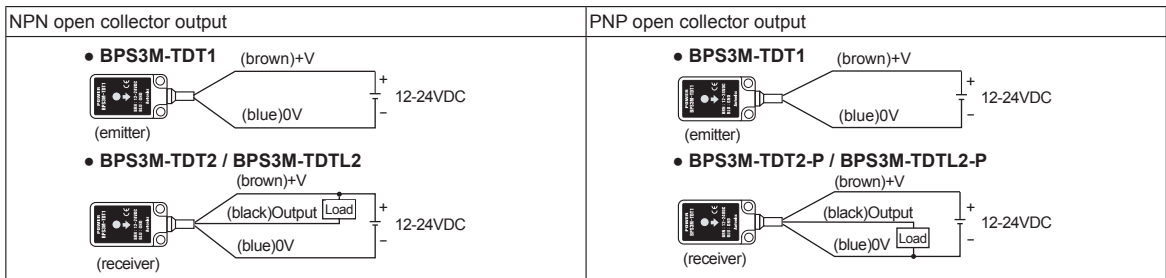 NPN open collector output
● BPS3M-TDT1
(brown)+V
+
12-24VDC
−
(blue)0V
(emitter)
● BPS3M-TDT2 / BPS3M-TDTL2
(brown)+V
(black)Output
Load
+
12-24VDC
−
(blue)0V
(receiver)
PNP open collector output
● BPS3M-TDT1
(brown)+V
+
12-24VDC
−
(blue)0V
(emitter)
● BPS3M-TDT2-P / BPS3M-TDTL2-P
(brown)+V
(black)Output
+
12-24VDC
−
(blue)0V
Load
(receiver)